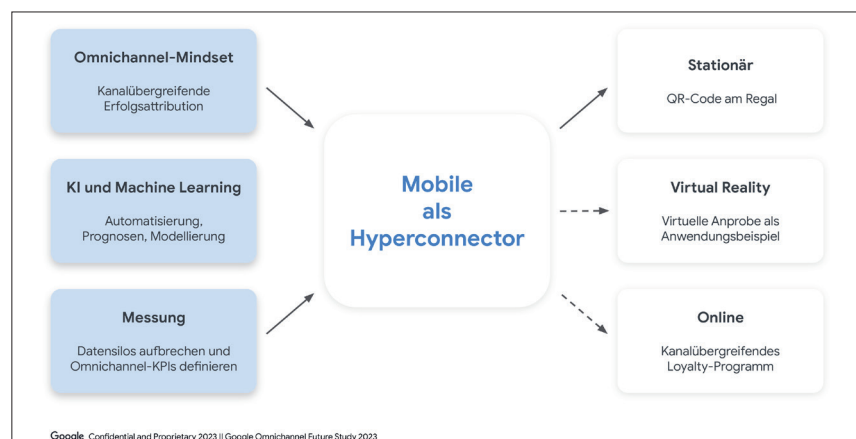 Omnichannel-Mindset
Kanalübergreifende
Erfolgsattribution
KI und Machine Learning
Automatisierung,
Prognosen, Modellierung
Messung
Datensilos aufbrechen und
Omnichannel-KPIs definieren
Mobile
als
Hyperconnector
Stationär
QR-Code am Regal
Virtual Reality
Virtuelle Anprobe als
Anwendungsbeispiel
Online
Kanalübergreifendes
Loyalty-Programm
Google Confidential and Proprietary 2023 || Google Omnichannel Future Study 2023